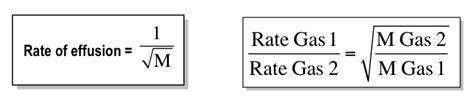 Rate of effusion = 1/√M
Rate Gas 1 / Rate Gas 2 = √(M Gas 2 / M Gas 1)